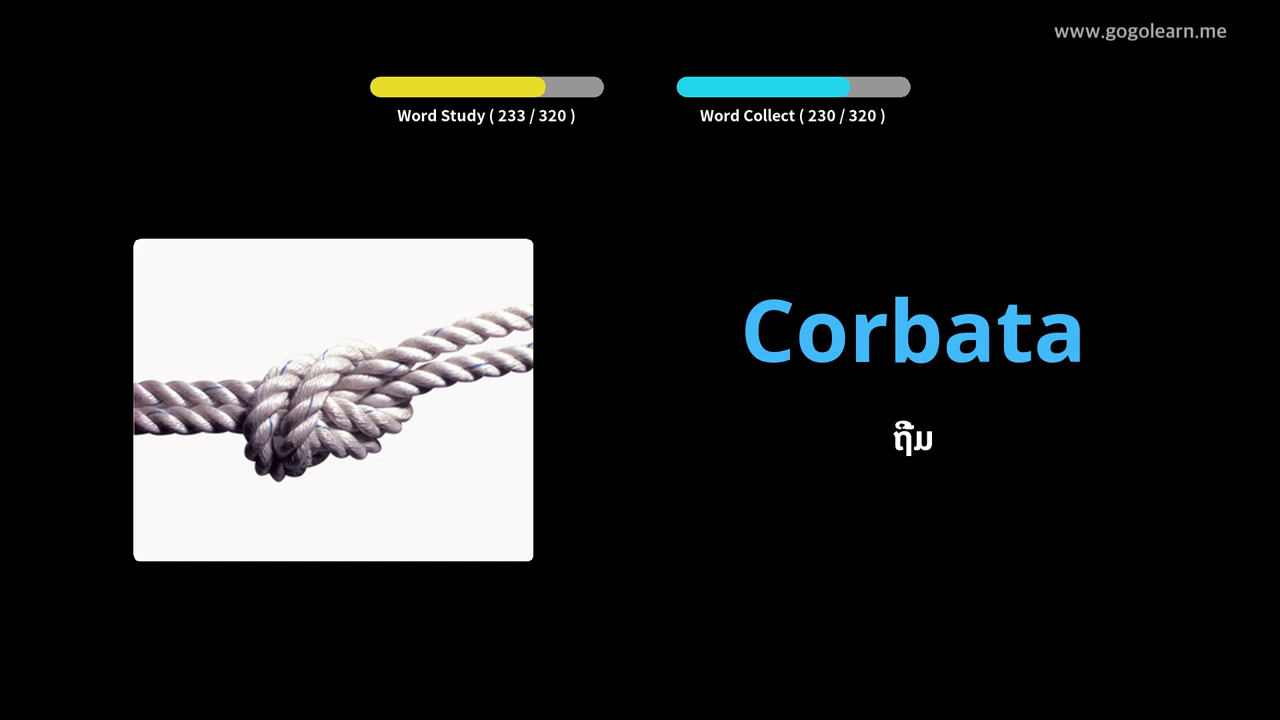 www.gogolearn.me
Word Study ( 233 / 320 )
Word Collect ( 230 / 320 )
Corbata
ຖີ້ມ